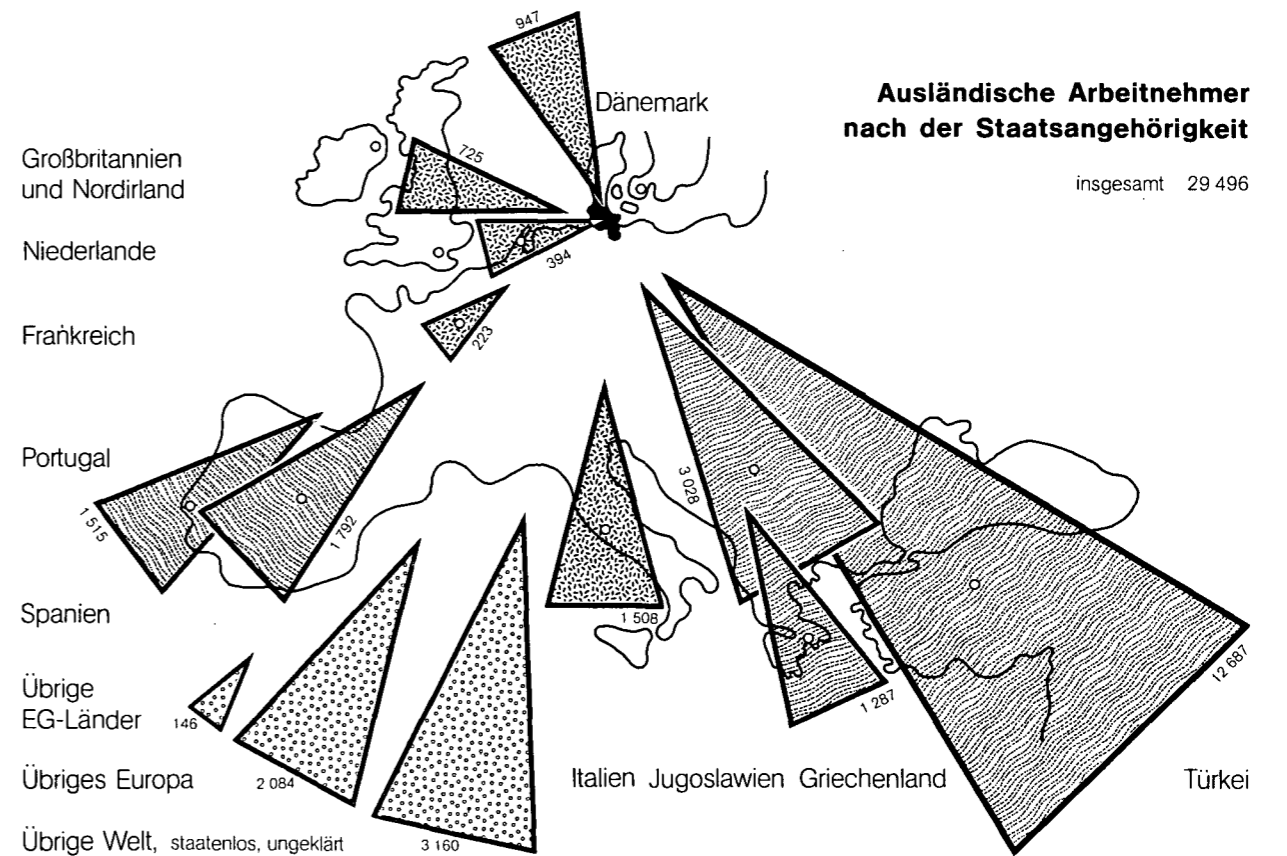 947
Dänemark
Ausländische Arbeitnehmer
nach der Staatsangehörigkeit
insgesamt 29 496
Großbritannien
und Nordirland
725
Niederlande
394
Frankreich
223
Portugal
1 515
1 792
3 028
Spanien
1 508
Übrige
EG-Länder
146
1 287
12 687
Übriges Europa
2 084
Italien Jugoslawien Griechenland
Türkei
Übrige Welt, staatenlos, ungeklärt
3 160